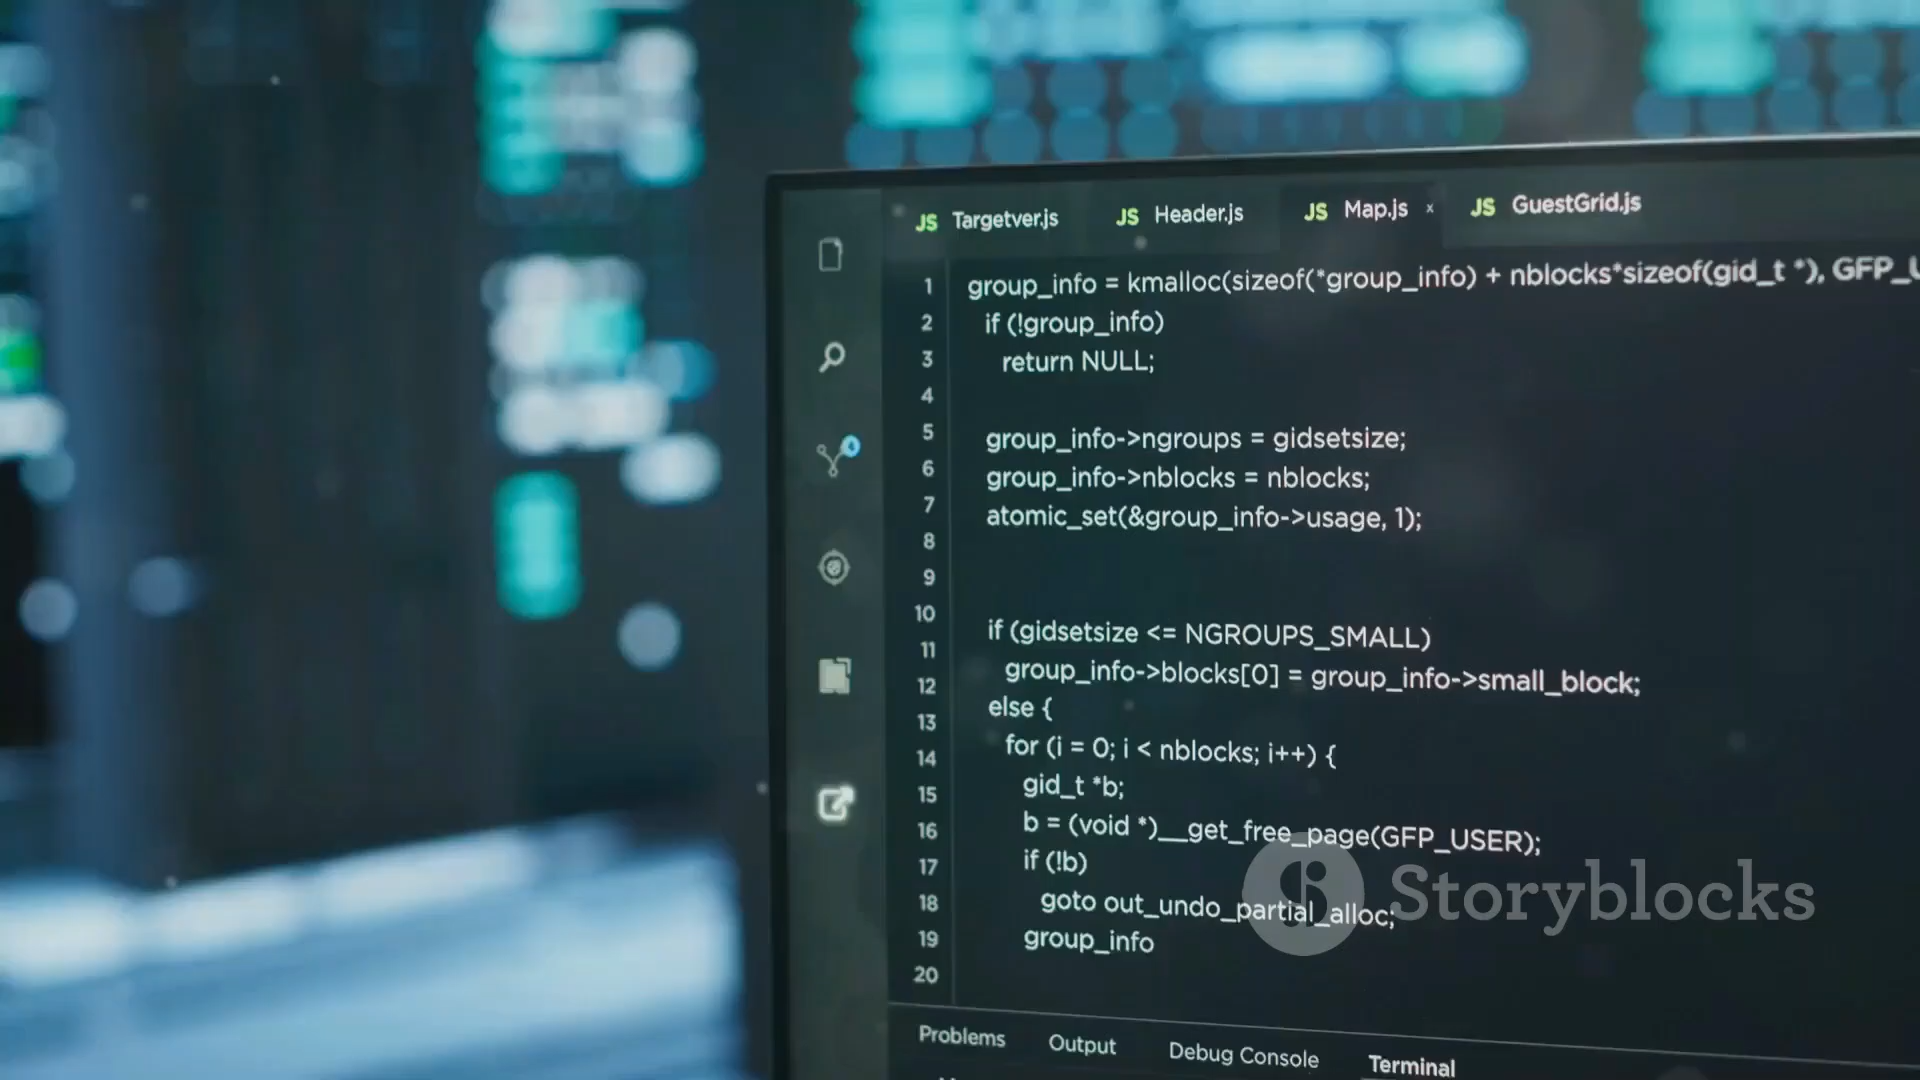 JS Targetver.js JS Header.js JS Map.js x JS GuestGrid.js
1 group_info = kmalloc(sizeof(*group_info) + nblocks*sizeof(gid_t *), GFP_U
2 if (!group_info)
3 return NULL;
4
5 group_info->ngroups = gidsetsize;
6 group_info->nblocks = nblocks;
7 atomic_set(&group_info->usage, 1);
8
9
10 if (gidsetsize <= NGROUPS_SMALL)
11 group_info->blocks[0] = group_info->small_block;
12 else {
13 for (i = 0; i < nblocks; i++) {
14 gid_t *b;
15 b = (void *)__get_free_page(GFP_USER);
16 if (!b)
17 goto out_undo_partial_alloc;
18 group_info
19
20
Problems Output Debug Console Terminal
Storyblocks